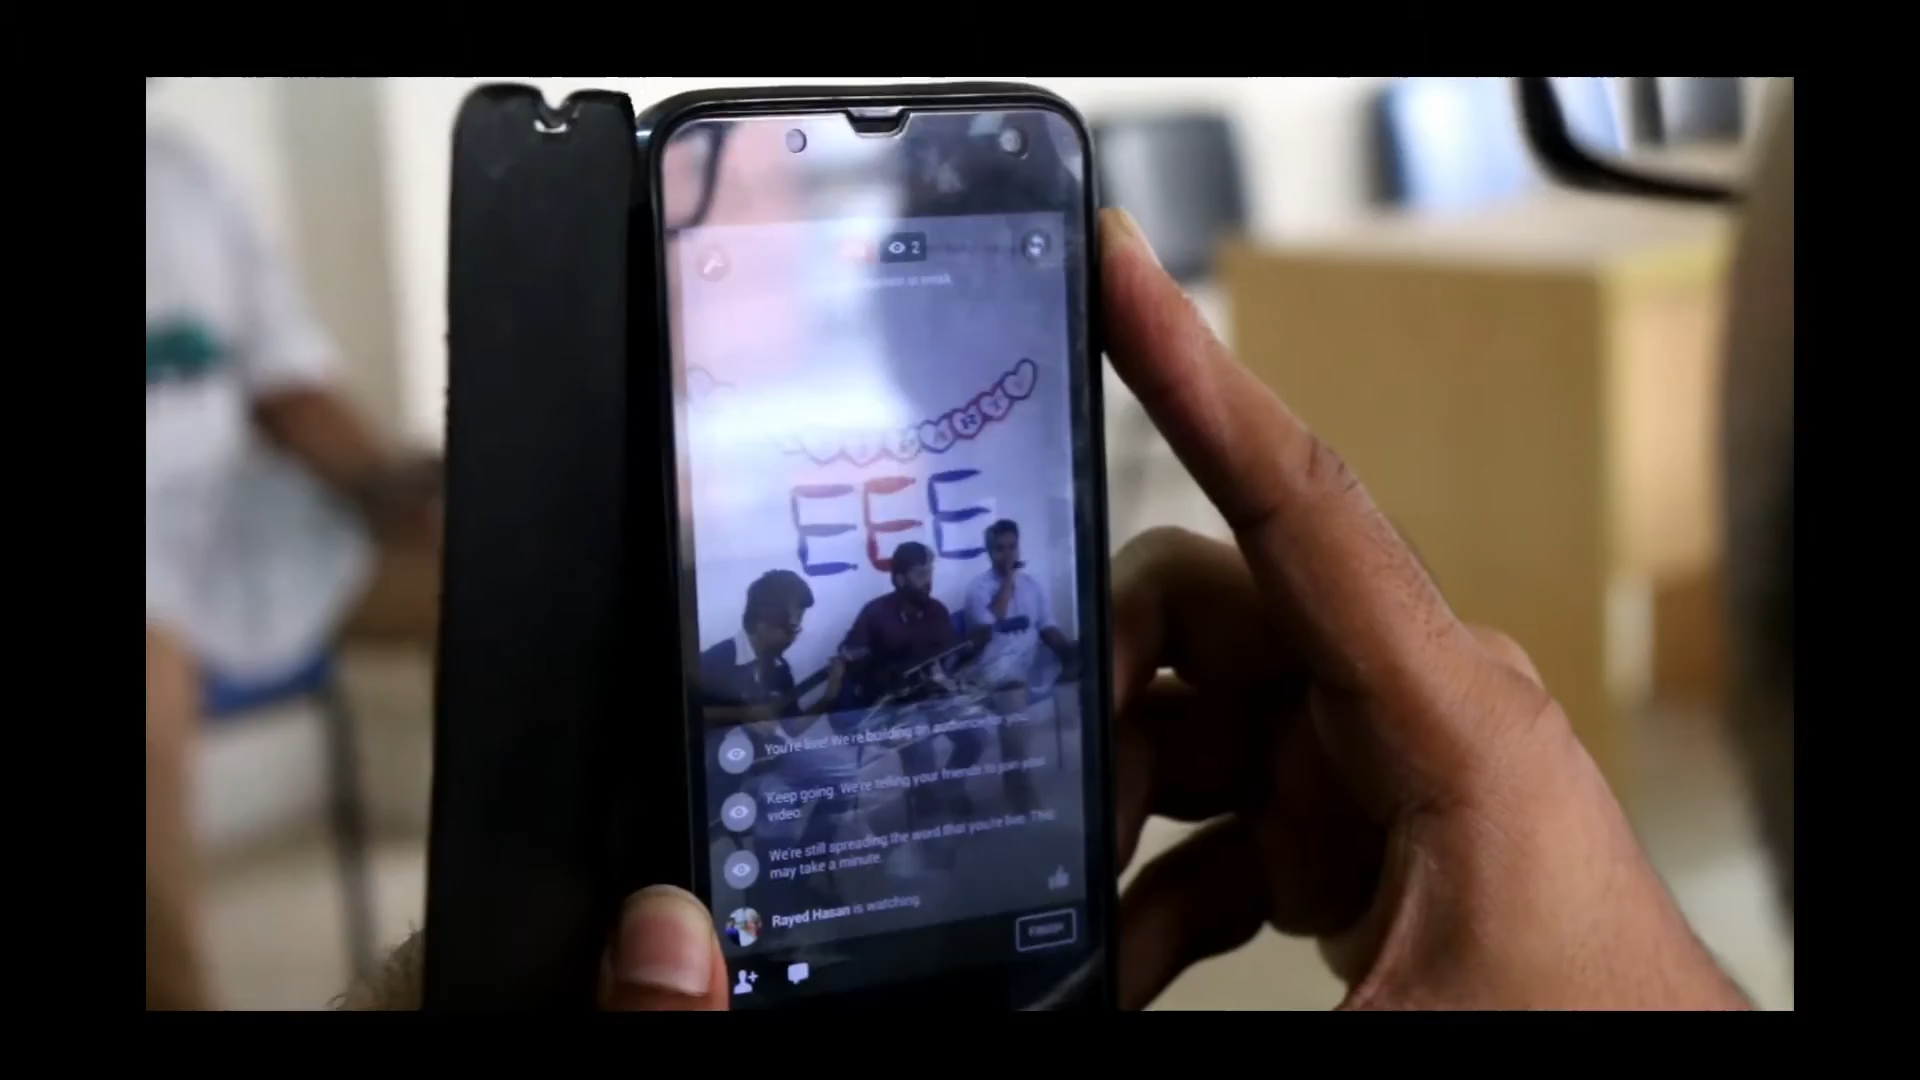 2
EEE
You're live! We're building an audience for you.
Keep going. We're telling your friends to join your
video.
We're still spreading the word that you're live. This
may take a minute.
Rayed Hasan is watching
FINISH